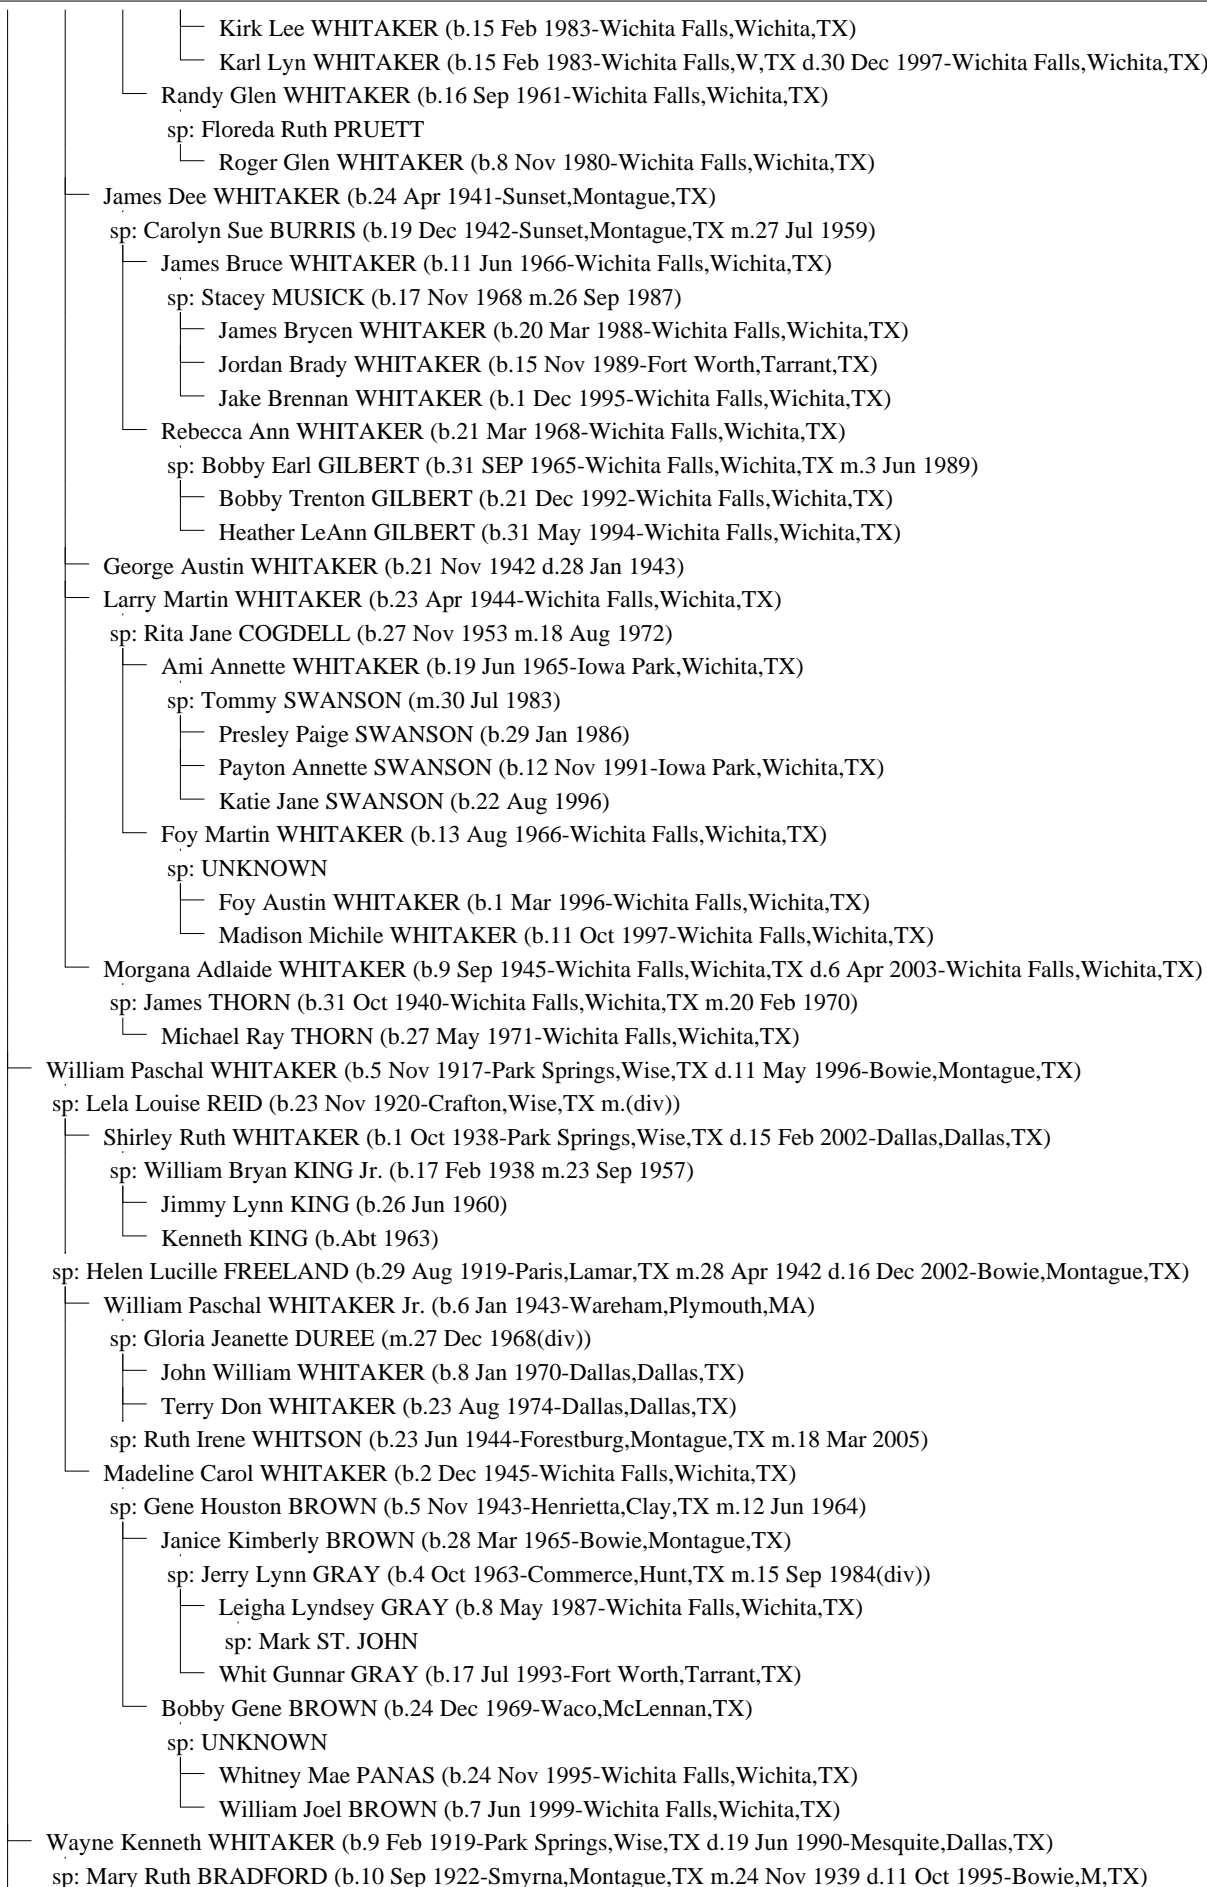 Kirk Lee WHITAKER (b.15 Feb 1983-Wichita Falls,Wichita,TX)
Karl Lyn WHITAKER (b.15 Feb 1983-Wichita Falls,W,TX d.30 Dec 1997-Wichita Falls,Wichita,TX)
Randy Glen WHITAKER (b.16 Sep 1961-Wichita Falls,Wichita,TX)
sp: Floreda Ruth PRUETT
Roger Glen WHITAKER (b.8 Nov 1980-Wichita Falls,Wichita,TX)
James Dee WHITAKER (b.24 Apr 1941-Sunset,Montague,TX)
sp: Carolyn Sue BURRIS (b.19 Dec 1942-Sunset,Montague,TX m.27 Jul 1959)
James Bruce WHITAKER (b.11 Jun 1966-Wichita Falls,Wichita,TX)
sp: Stacey MUSICK (b.17 Nov 1968 m.26 Sep 1987)
James Brycen WHITAKER (b.20 Mar 1988-Wichita Falls,Wichita,TX)
Jordan Brady WHITAKER (b.15 Nov 1989-Fort Worth,Tarrant,TX)
Jake Brennan WHITAKER (b.1 Dec 1995-Wichita Falls,Wichita,TX)
Rebecca Ann WHITAKER (b.21 Mar 1968-Wichita Falls,Wichita,TX)
sp: Bobby Earl GILBERT (b.31 SEP 1965-Wichita Falls,Wichita,TX m.3 Jun 1989)
Bobby Trenton GILBERT (b.21 Dec 1992-Wichita Falls,Wichita,TX)
Heather LeAnn GILBERT (b.31 May 1994-Wichita Falls,Wichita,TX)
George Austin WHITAKER (b.21 Nov 1942 d.28 Jan 1943)
Larry Martin WHITAKER (b.23 Apr 1944-Wichita Falls,Wichita,TX)
sp: Rita Jane COGDELL (b.27 Nov 1953 m.18 Aug 1972)
Ami Annette WHITAKER (b.19 Jun 1965-Iowa Park,Wichita,TX)
sp: Tommy SWANSON (m.30 Jul 1983)
Presley Paige SWANSON (b.29 Jan 1986)
Payton Annette SWANSON (b.12 Nov 1991-Iowa Park,Wichita,TX)
Katie Jane SWANSON (b.22 Aug 1996)
Foy Martin WHITAKER (b.13 Aug 1966-Wichita Falls,Wichita,TX)
sp: UNKNOWN
Foy Austin WHITAKER (b.1 Mar 1996-Wichita Falls,Wichita,TX)
Madison Michile WHITAKER (b.11 Oct 1997-Wichita Falls,Wichita,TX)
Morgana Adlaide WHITAKER (b.9 Sep 1945-Wichita Falls,Wichita,TX d.6 Apr 2003-Wichita Falls,Wichita,TX)
sp: James THORN (b.31 Oct 1940-Wichita Falls,Wichita,TX m.20 Feb 1970)
Michael Ray THORN (b.27 May 1971-Wichita Falls,Wichita,TX)
William Paschal WHITAKER (b.5 Nov 1917-Park Springs,Wise,TX d.11 May 1996-Bowie,Montague,TX)
sp: Lela Louise REID (b.23 Nov 1920-Crafton,Wise,TX m.(div))
Shirley Ruth WHITAKER (b.1 Oct 1938-Park Springs,Wise,TX d.15 Feb 2002-Dallas,Dallas,TX)
sp: William Bryan KING Jr. (b.17 Feb 1938 m.23 Sep 1957)
Jimmy Lynn KING (b.26 Jun 1960)
Kenneth KING (b.Abt 1963)
sp: Helen Lucille FREELAND (b.29 Aug 1919-Paris,Lamar,TX m.28 Apr 1942 d.16 Dec 2002-Bowie,Montague,TX)
William Paschal WHITAKER Jr. (b.6 Jan 1943-Wareham,Plymouth,MA)
sp: Gloria Jeanette DUREE (m.27 Dec 1968(div))
John William WHITAKER (b.8 Jan 1970-Dallas,Dallas,TX)
Terry Don WHITAKER (b.23 Aug 1974-Dallas,Dallas,TX)
sp: Ruth Irene WHITSON (b.23 Jun 1944-Forestburg,Montague,TX m.18 Mar 2005)
Madeline Carol WHITAKER (b.2 Dec 1945-Wichita Falls,Wichita,TX)
sp: Gene Houston BROWN (b.5 Nov 1943-Henrietta,Clay,TX m.12 Jun 1964)
Janice Kimberly BROWN (b.28 Mar 1965-Bowie,Montague,TX)
sp: Jerry Lynn GRAY (b.4 Oct 1963-Commerce,Hunt,TX m.15 Sep 1984(div))
Leigha Lyndsey GRAY (b.8 May 1987-Wichita Falls,Wichita,TX)
sp: Mark ST. JOHN
Whit Gunnar GRAY (b.17 Jul 1993-Fort Worth,Tarrant,TX)
Bobby Gene BROWN (b.24 Dec 1969-Waco,McLennan,TX)
sp: UNKNOWN
Whitney Mae PANAS (b.24 Nov 1995-Wichita Falls,Wichita,TX)
William Joel BROWN (b.7 Jun 1999-Wichita Falls,Wichita,TX)
Wayne Kenneth WHITAKER (b.9 Feb 1919-Park Springs,Wise,TX d.19 Jun 1990-Mesquite,Dallas,TX)
sp: Mary Ruth BRADFORD (b.10 Sep 1922-Smyrna,Montague,TX m.24 Nov 1939 d.11 Oct 1995-Bowie,M,TX)